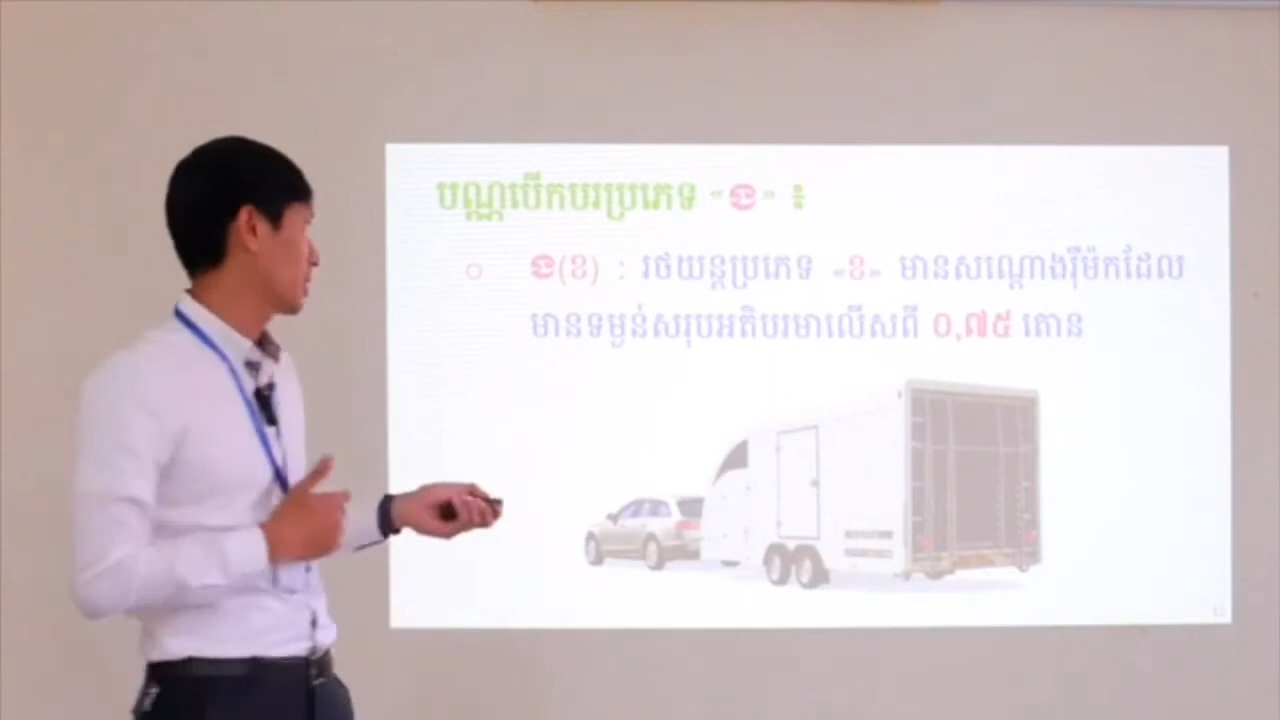 បណ្ណបើកបរប្រភេទ «ង» ៖
○ ង(ខ) : រថយន្តប្រភេទ «ខ» មានសណ្តោងរ៉ឺម៉កដែល
មានទម្ងន់សរុបអតិបរមាលើសពី ០,៧៥ តោន